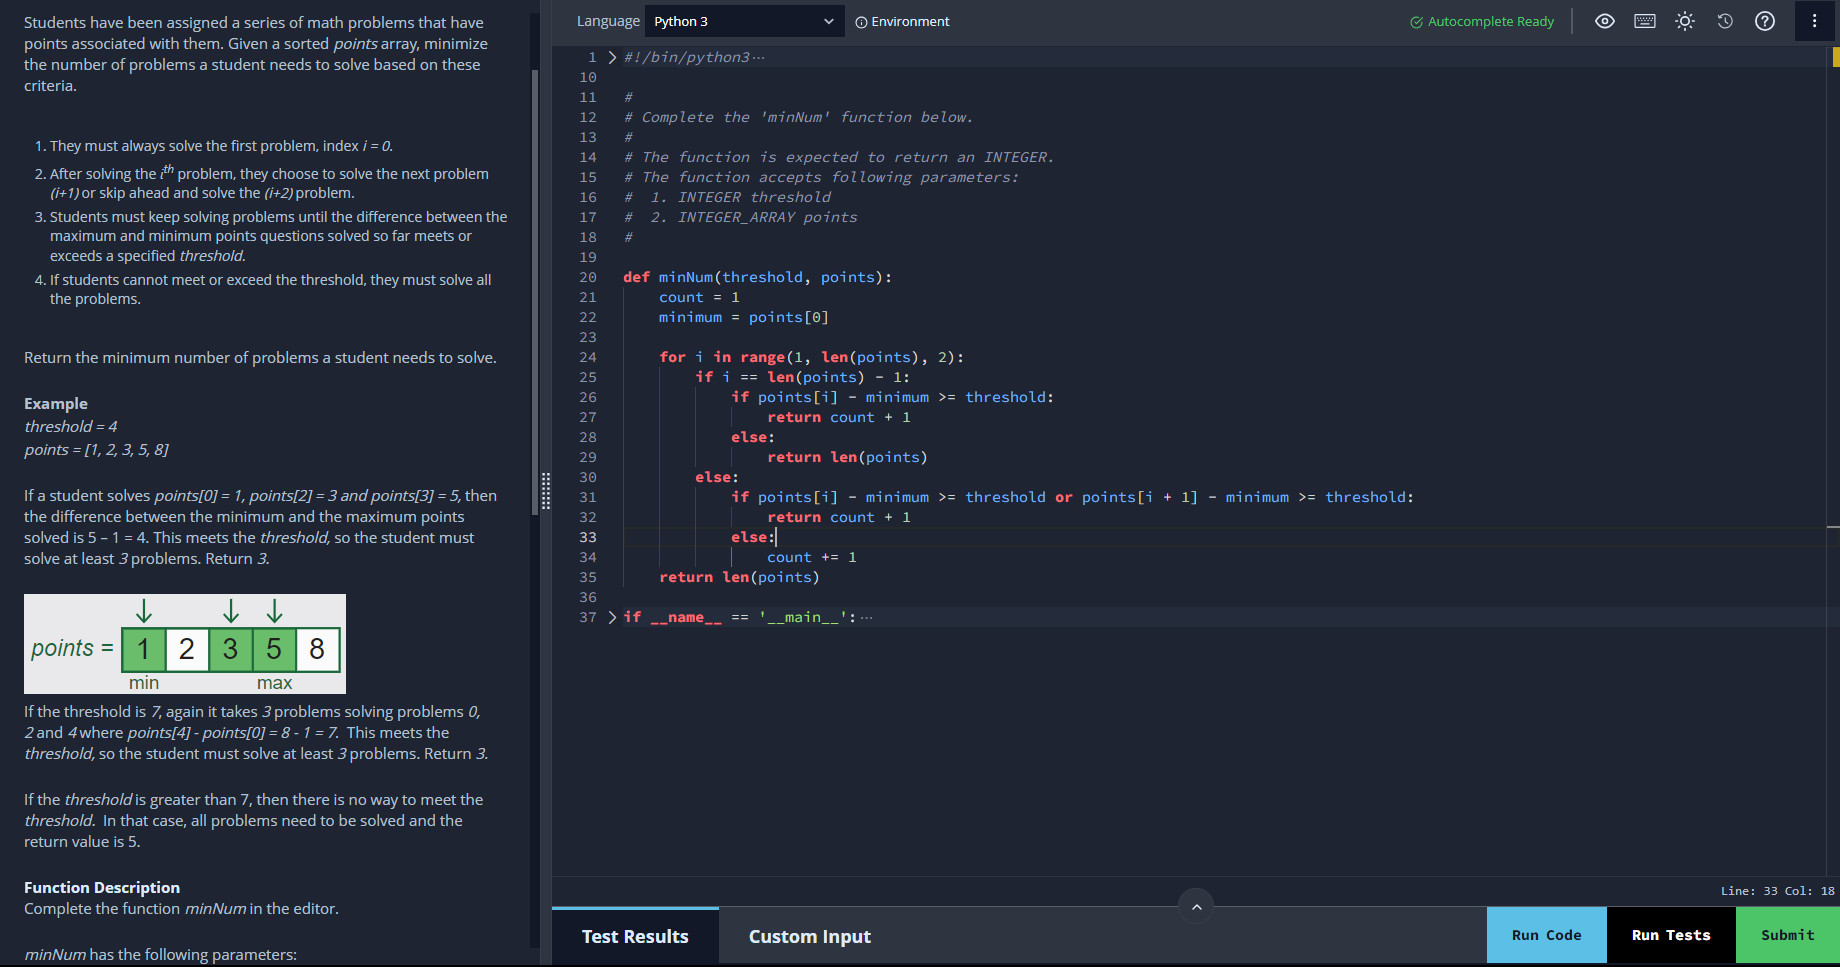 Students have been assigned a series of math problems that have
points associated with them. Given a sorted points array, minimize
the number of problems a student needs to solve based on these
criteria.
1. They must always solve the first problem, index i = 0.
2. After solving the ith problem, they choose to solve the next problem
(i+1) or skip ahead and solve the (i+2) problem.
3. Students must keep solving problems until the difference between the
maximum and minimum points questions solved so far meets or
exceeds a specified threshold.
4. If students cannot meet or exceed the threshold, they must solve all
the problems.
Return the minimum number of problems a student needs to solve.
Example
threshold = 4
points = [1, 2, 3, 5, 8]
If a student solves points[0] = 1, points[2] = 3 and points[3] = 5, then
the difference between the minimum and the maximum points
solved is 5 – 1 = 4. This meets the threshold, so the student must
solve at least 3 problems. Return 3.
points = 1 2 3 5 8
min max
If the threshold is 7, again it takes 3 problems solving problems 0,
2 and 4 where points[4] - points[0] = 8 - 1 = 7. This meets the
threshold, so the student must solve at least 3 problems. Return 3.
If the threshold is greater than 7, then there is no way to meet the
threshold. In that case, all problems need to be solved and the
return value is 5.
Function Description
Complete the function minNum in the editor.
minNum has the following parameters:
Language Python 3 Environment Autocomplete Ready
1 #!/bin/python3 ···
10
11 #
12 # Complete the 'minNum' function below.
13 #
14 # The function is expected to return an INTEGER.
15 # The function accepts following parameters:
16 #  1. INTEGER threshold
17 #  2. INTEGER_ARRAY points
18 #
19
20 def minNum(threshold, points):
21     count = 1
22     minimum = points[0]
23
24     for i in range(1, len(points), 2):
25         if i == len(points) - 1:
26             if points[i] - minimum >= threshold:
27                 return count + 1
28             else:
29                 return len(points)
30         else:
31             if points[i] - minimum >= threshold or points[i + 1] - minimum >= threshold:
32                 return count + 1
33             else:
34                 count += 1
35     return len(points)
36
37 if __name__ == '__main__': ···
Line: 33 Col: 18
Test Results Custom Input Run Code Run Tests Submit